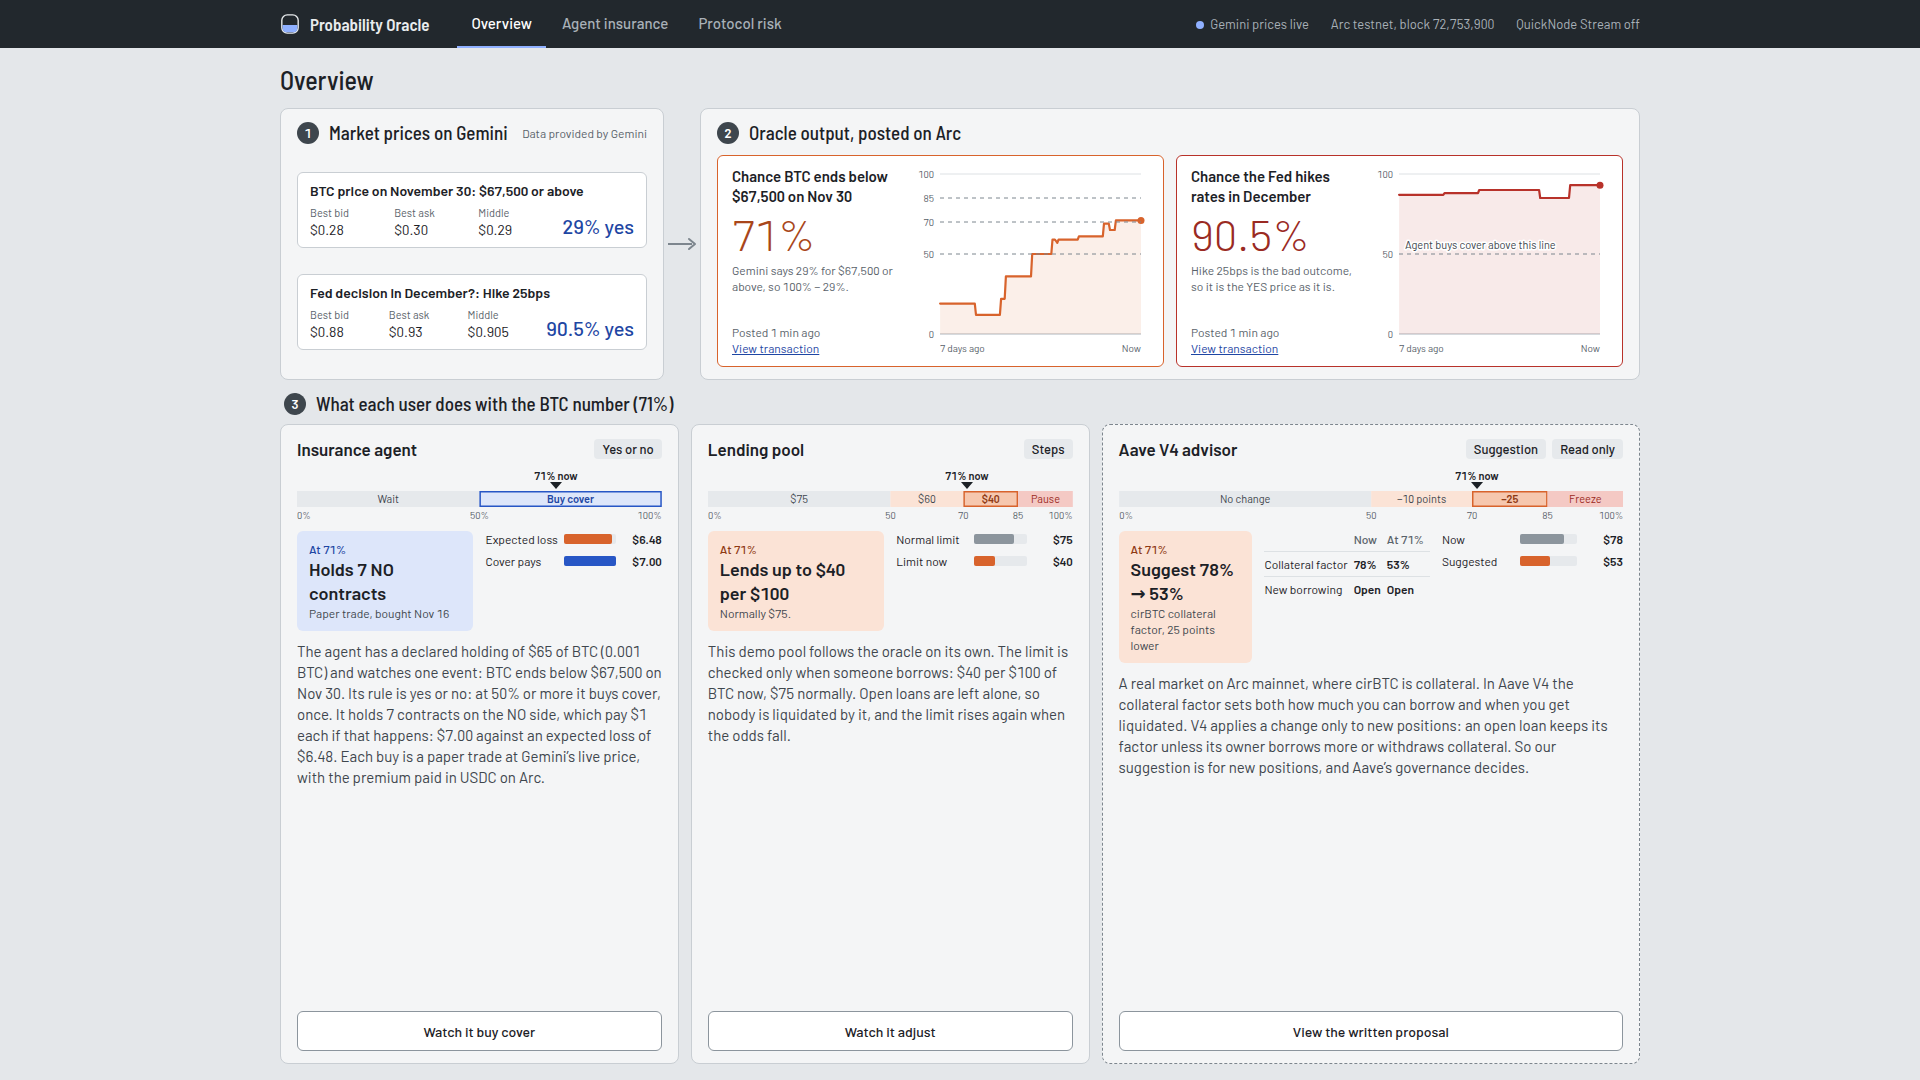 Probability Oracle
Overview
Agent insurance
Protocol risk
Gemini prices live
Arc testnet, block 72,753,900
QuickNode Stream off
Overview
1 Market prices on Gemini
Data provided by Gemini
BTC price on November 30: $67,500 or above
Best bid Best ask Middle
$0.28 $0.30 $0.29
29% yes
Fed decision in December?: Hike 25bps
Best bid Best ask Middle
$0.88 $0.93 $0.905
90.5% yes
2 Oracle output, posted on Arc
Chance BTC ends below
$67,500 on Nov 30
71%
Gemini says 29% for $67,500 or
above, so 100% – 29%.
Posted 1 min ago
View transaction
100
85
70
50
0
7 days ago Now
Chance the Fed hikes
rates in December
90.5%
Hike 25bps is the bad outcome,
so it is the YES price as it is.
Posted 1 min ago
View transaction
100
Agent buys cover above this line
50
0
7 days ago Now
3 What each user does with the BTC number (71%)
Insurance agent
Yes or no
71% now
Wait Buy cover
0% 50% 100%
At 71%
Holds 7 NO
contracts
Paper trade, bought Nov 16
Expected loss $6.48
Cover pays $7.00
The agent has a declared holding of $65 of BTC (0.001
BTC) and watches one event: BTC ends below $67,500 on
Nov 30. Its rule is yes or no: at 50% or more it buys cover,
once. It holds 7 contracts on the NO side, which pay $1
each if that happens: $7.00 against an expected loss of
$6.48. Each buy is a paper trade at Gemini’s live price,
with the premium paid in USDC on Arc.
Watch it buy cover
Lending pool
Steps
71% now
$75 $60 $40 Pause
0% 50 70 85 100%
At 71%
Lends up to $40
per $100
Normally $75.
Normal limit $75
Limit now $40
This demo pool follows the oracle on its own. The limit is
checked only when someone borrows: $40 per $100 of
BTC now, $75 normally. Open loans are left alone, so
nobody is liquidated by it, and the limit rises again when
the odds fall.
Watch it adjust
Aave V4 advisor
Suggestion
Read only
71% now
No change −10 points −25 Freeze
0% 50 70 85 100%
At 71%
Suggest 78%
→ 53%
cirBTC collateral
factor, 25 points
lower
Now At 71%
Collateral factor 78% 53%
New borrowing Open Open
Now $78
Suggested $53
A real market on Arc mainnet, where cirBTC is collateral. In Aave V4 the
collateral factor sets both how much you can borrow and when you get
liquidated. V4 applies a change only to new positions: an open loan keeps its
factor unless its owner borrows more or withdraws collateral. So our
suggestion is for new positions, and Aave’s governance decides.
View the written proposal